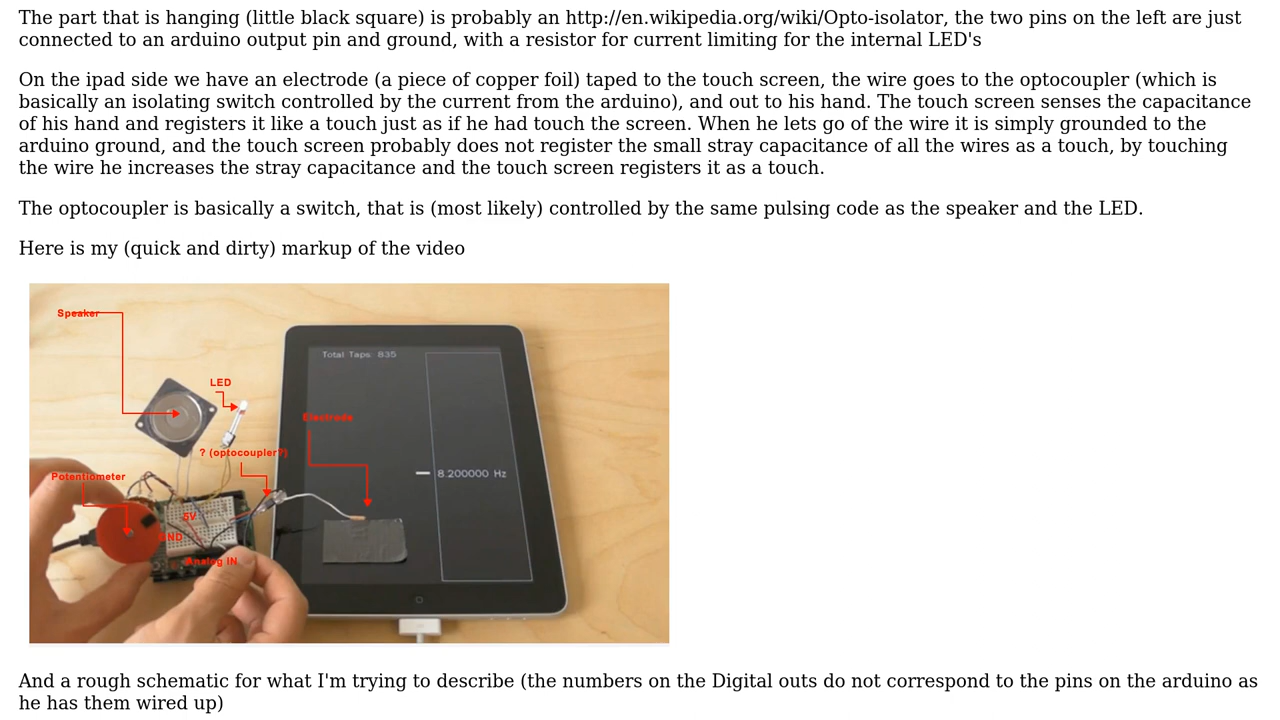 The part that is hanging (little black square) is probably an http://en.wikipedia.org/wiki/Opto-isolator, the two pins on the left are just
connected to an arduino output pin and ground, with a resistor for current limiting for the internal LED's
On the ipad side we have an electrode (a piece of copper foil) taped to the touch screen, the wire goes to the optocoupler (which is
basically an isolating switch controlled by the current from the arduino), and out to his hand. The touch screen senses the capacitance
of his hand and registers it like a touch just as if he had touch the screen. When he lets go of the wire it is simply grounded to the
arduino ground, and the touch screen probably does not register the small stray capacitance of all the wires as a touch, by touching
the wire he increases the stray capacitance and the touch screen registers it as a touch.
The optocoupler is basically a switch, that is (most likely) controlled by the same pulsing code as the speaker and the LED.
Here is my (quick and dirty) markup of the video
Speaker
Total Taps: 835
LED
Electrode
? (optocoupler?)
8.200000 Hz
Potentiometer
5V
GND
Analog IN
And a rough schematic for what I'm trying to describe (the numbers on the Digital outs do not correspond to the pins on the arduino as
he has them wired up)